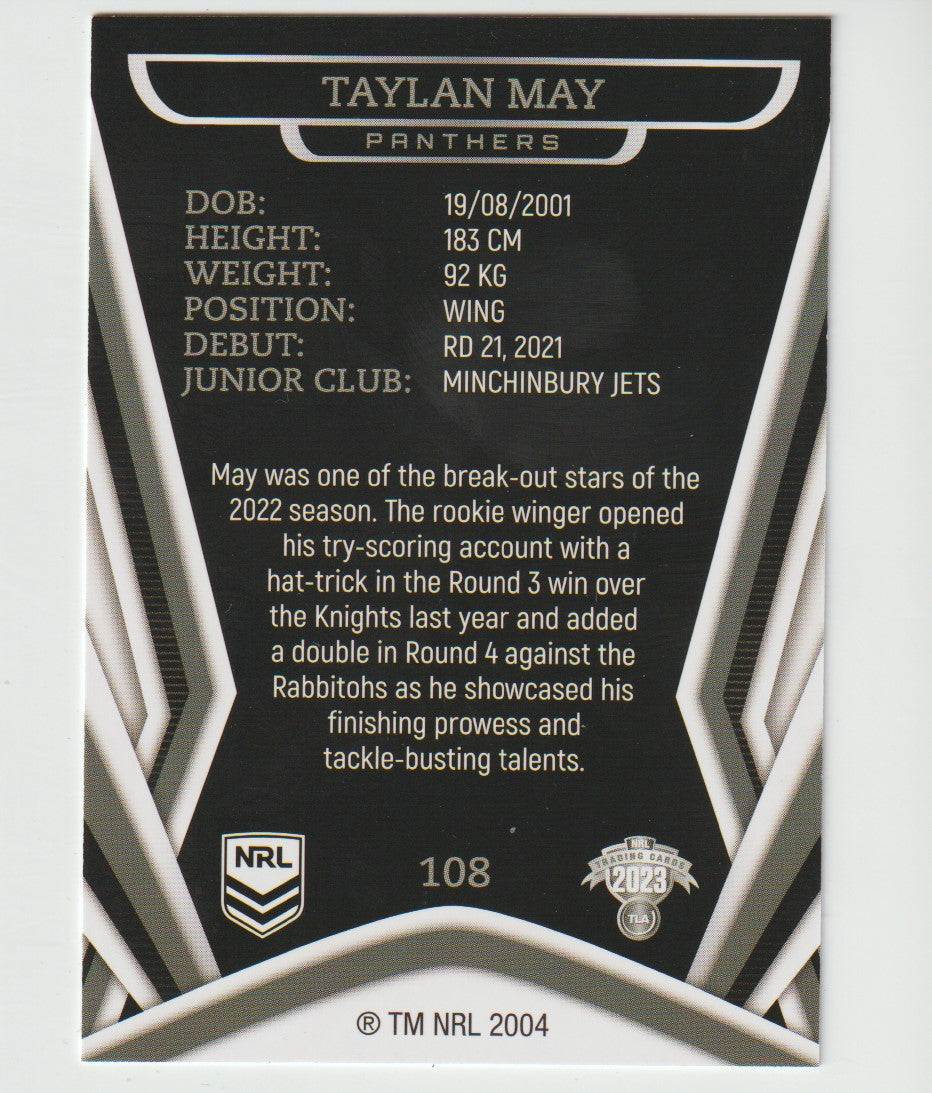 TAYLAN MAY
PANTHERS
DOB: 19/08/2001
HEIGHT: 183 CM
WEIGHT: 92 KG
POSITION: WING
DEBUT: RD 21, 2021
JUNIOR CLUB: MINCHINBURY JETS
May was one of the break-out stars of the
2022 season. The rookie winger opened
his try-scoring account with a
hat-trick in the Round 3 win over
the Knights last year and added
a double in Round 4 against the
Rabbitohs as he showcased his
finishing prowess and
tackle-busting talents.
NRL
108
NRL
TRADING CARDS
2023
TLA
® TM NRL 2004